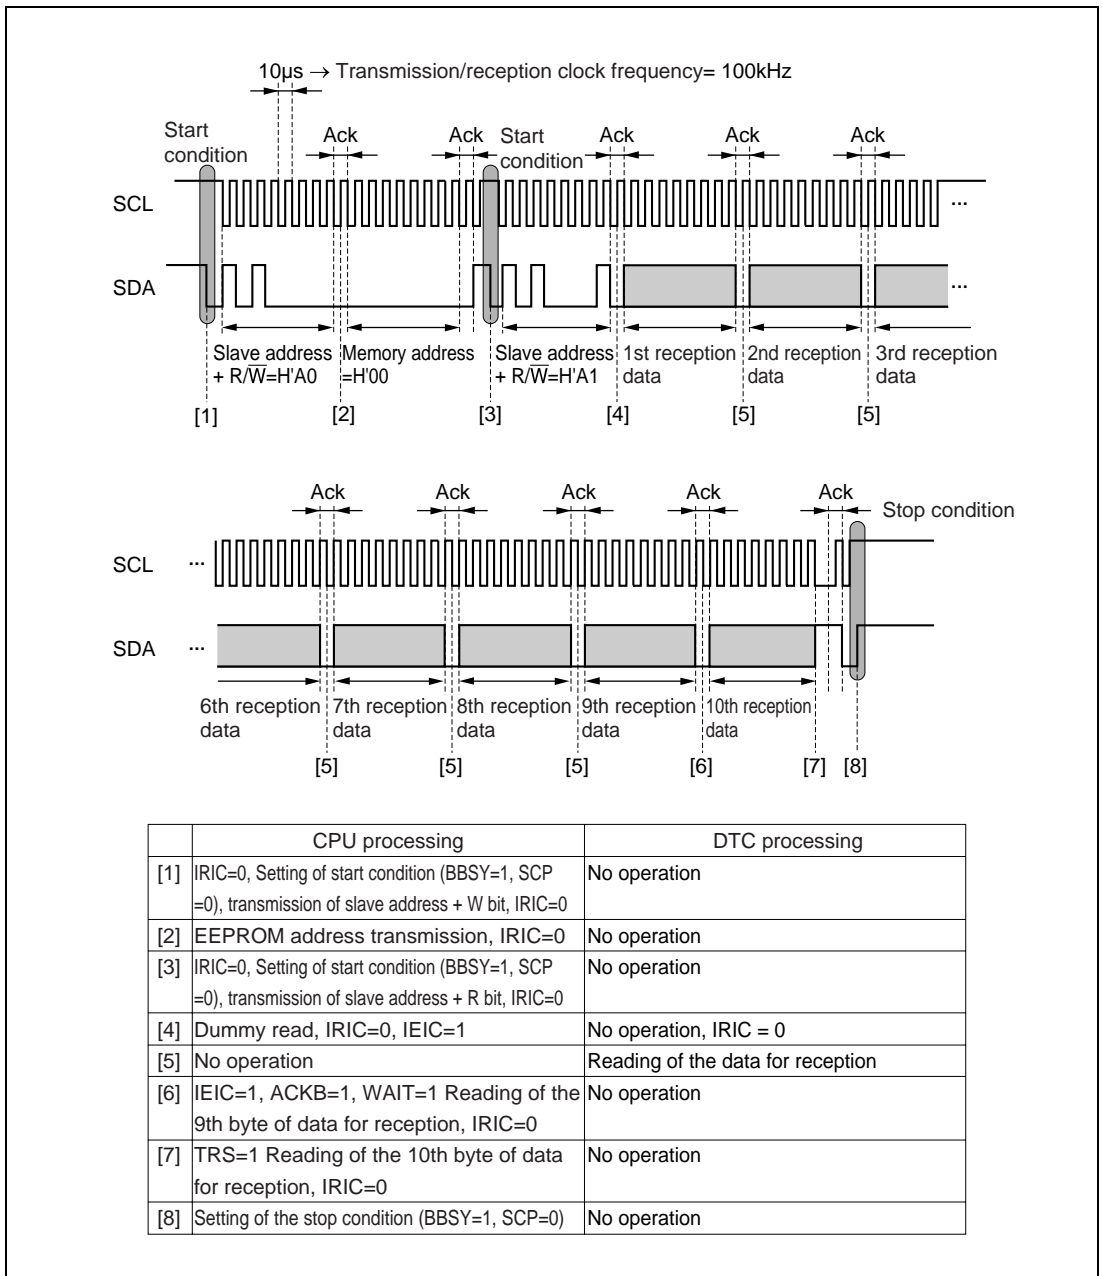 10μs → Transmission/reception clock frequency= 100kHz
Start condition
Ack
Ack
Start condition
Ack
Ack
Ack
SCL
...
SDA
...
Slave address + R/W̅=H'A0
Memory address =H'00
Slave address + R/W̅=H'A1
1st reception data
2nd reception data
3rd reception data
[1]
[2]
[3]
[4]
[5]
[5]
Ack
Ack
Ack
Ack
Ack
Stop condition
SCL
...
SDA
...
6th reception data
7th reception data
8th reception data
9th reception data
10th reception data
[5]
[5]
[5]
[6]
[7]
[8]
CPU processing
DTC processing
[1] IRIC=0, Setting of start condition (BBSY=1, SCP
=0), transmission of slave address + W bit, IRIC=0
No operation
[2] EEPROM address transmission, IRIC=0
No operation
[3] IRIC=0, Setting of start condition (BBSY=1, SCP
=0), transmission of slave address + R bit, IRIC=0
No operation
[4] Dummy read, IRIC=0, IEIC=1
No operation, IRIC = 0
[5] No operation
Reading of the data for reception
[6] IEIC=1, ACKB=1, WAIT=1 Reading of the
9th byte of data for reception, IRIC=0
No operation
[7] TRS=1 Reading of the 10th byte of data
for reception, IRIC=0
No operation
[8] Setting of the stop condition (BBSY=1, SCP=0)
No operation